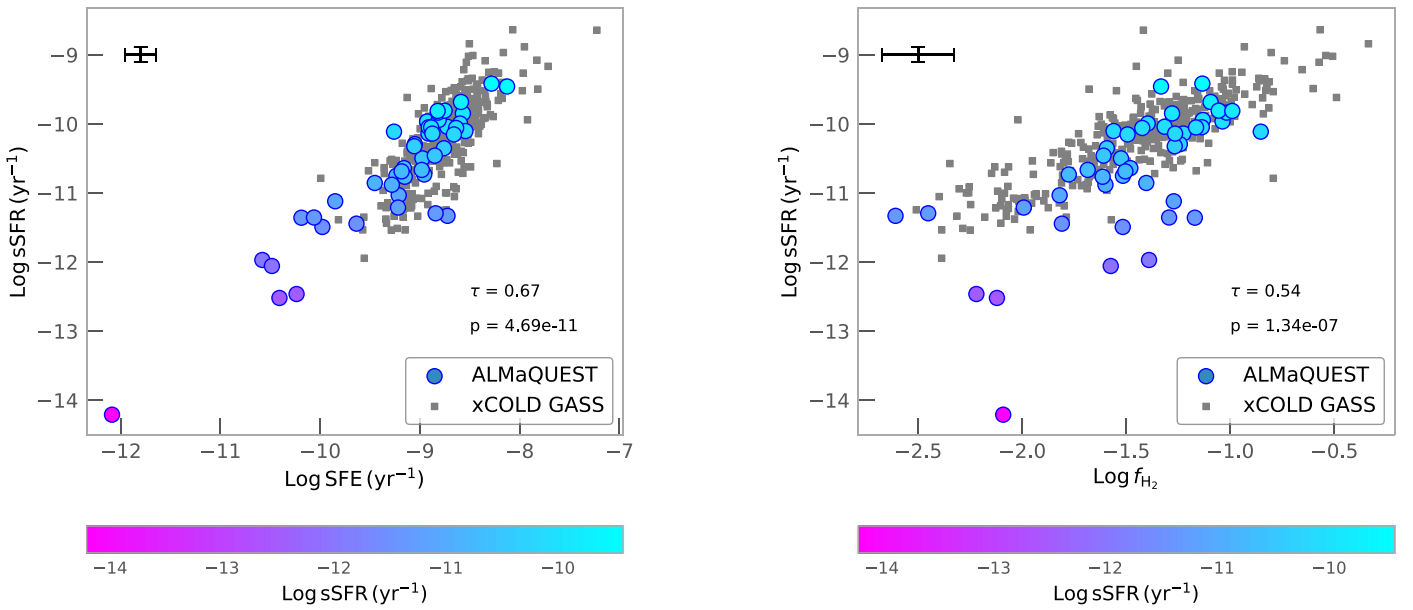 Log sSFR (yr⁻¹)
−9
−10
−11
−12
−13
−14
τ = 0.67
p = 4.69e-11
ALMaQUEST
xCOLD GASS
−12 −11 −10 −9 −8 −7
Log SFE (yr⁻¹)
−14 −13 −12 −11 −10
Log sSFR (yr⁻¹)
Log sSFR (yr⁻¹)
−9
−10
−11
−12
−13
−14
τ = 0.54
p = 1.34e-07
ALMaQUEST
xCOLD GASS
−2.5 −2.0 −1.5 −1.0 −0.5
Log f_H₂
−14 −13 −12 −11 −10
Log sSFR (yr⁻¹)